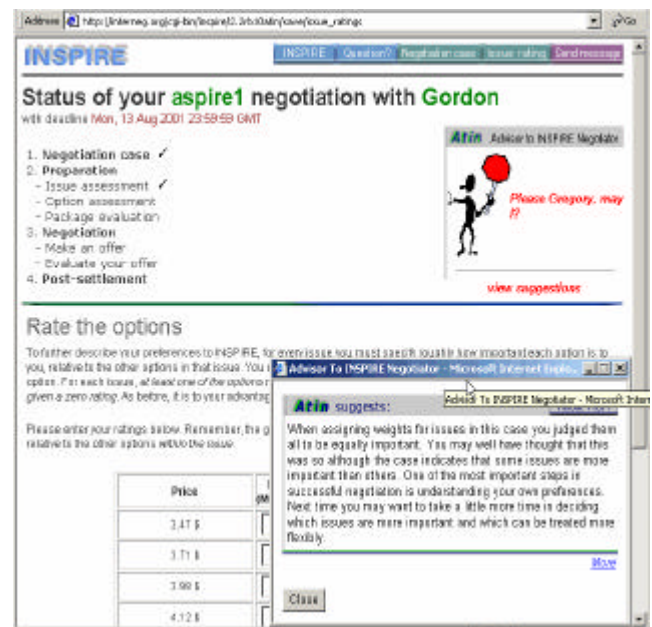 Address http://interneg.org/cgi-bin/inspire/2. Go
INSPIRE
INSPIRE Question? Negotiation case Issue rating Send message
Status of your aspire1 negotiation with Gordon
with deadline Mon, 13 Aug 2001 23:59:59 GMT
Atin Advisor to INSPIRE Negotiator
1. Negotiation case ✓
2. Preparation
- Issue assessment ✓
- Option assessment
- Package evaluation
3. Negotiation
- Make an offer
- Evaluate your offer
4. Post-settlement
Please Gregory, may
I?
view suggestions
Rate the options
To further describe your preferences to INSPIRE, for every issue you must specify roughly how important each option is to
you, relative to the other options in that issue. You
option. For each issue, at least one of the options
given a zero rating. As before, it is to your advantag
Please enter your ratings below. Remember, the g
relative to the other options within the issue.
Price
3.47 $
3.71 $
3.98 $
4.12 $
Advisor To INSPIRE Negotiator - Microsoft Internet Explo...
Advisor To INSPIRE Negotiator - Microsoft Inter
Atin suggests:
When assigning weights for issues in this case you judged them
all to be equally important. You may well have thought that this
was so although the case indicates that some issues are more
important than others. One of the most important steps in
successful negotiation is understanding your own preferences.
Next time you may want to take a little more time in deciding
which issues are more important and which can be treated more
flexibly.
More
Close